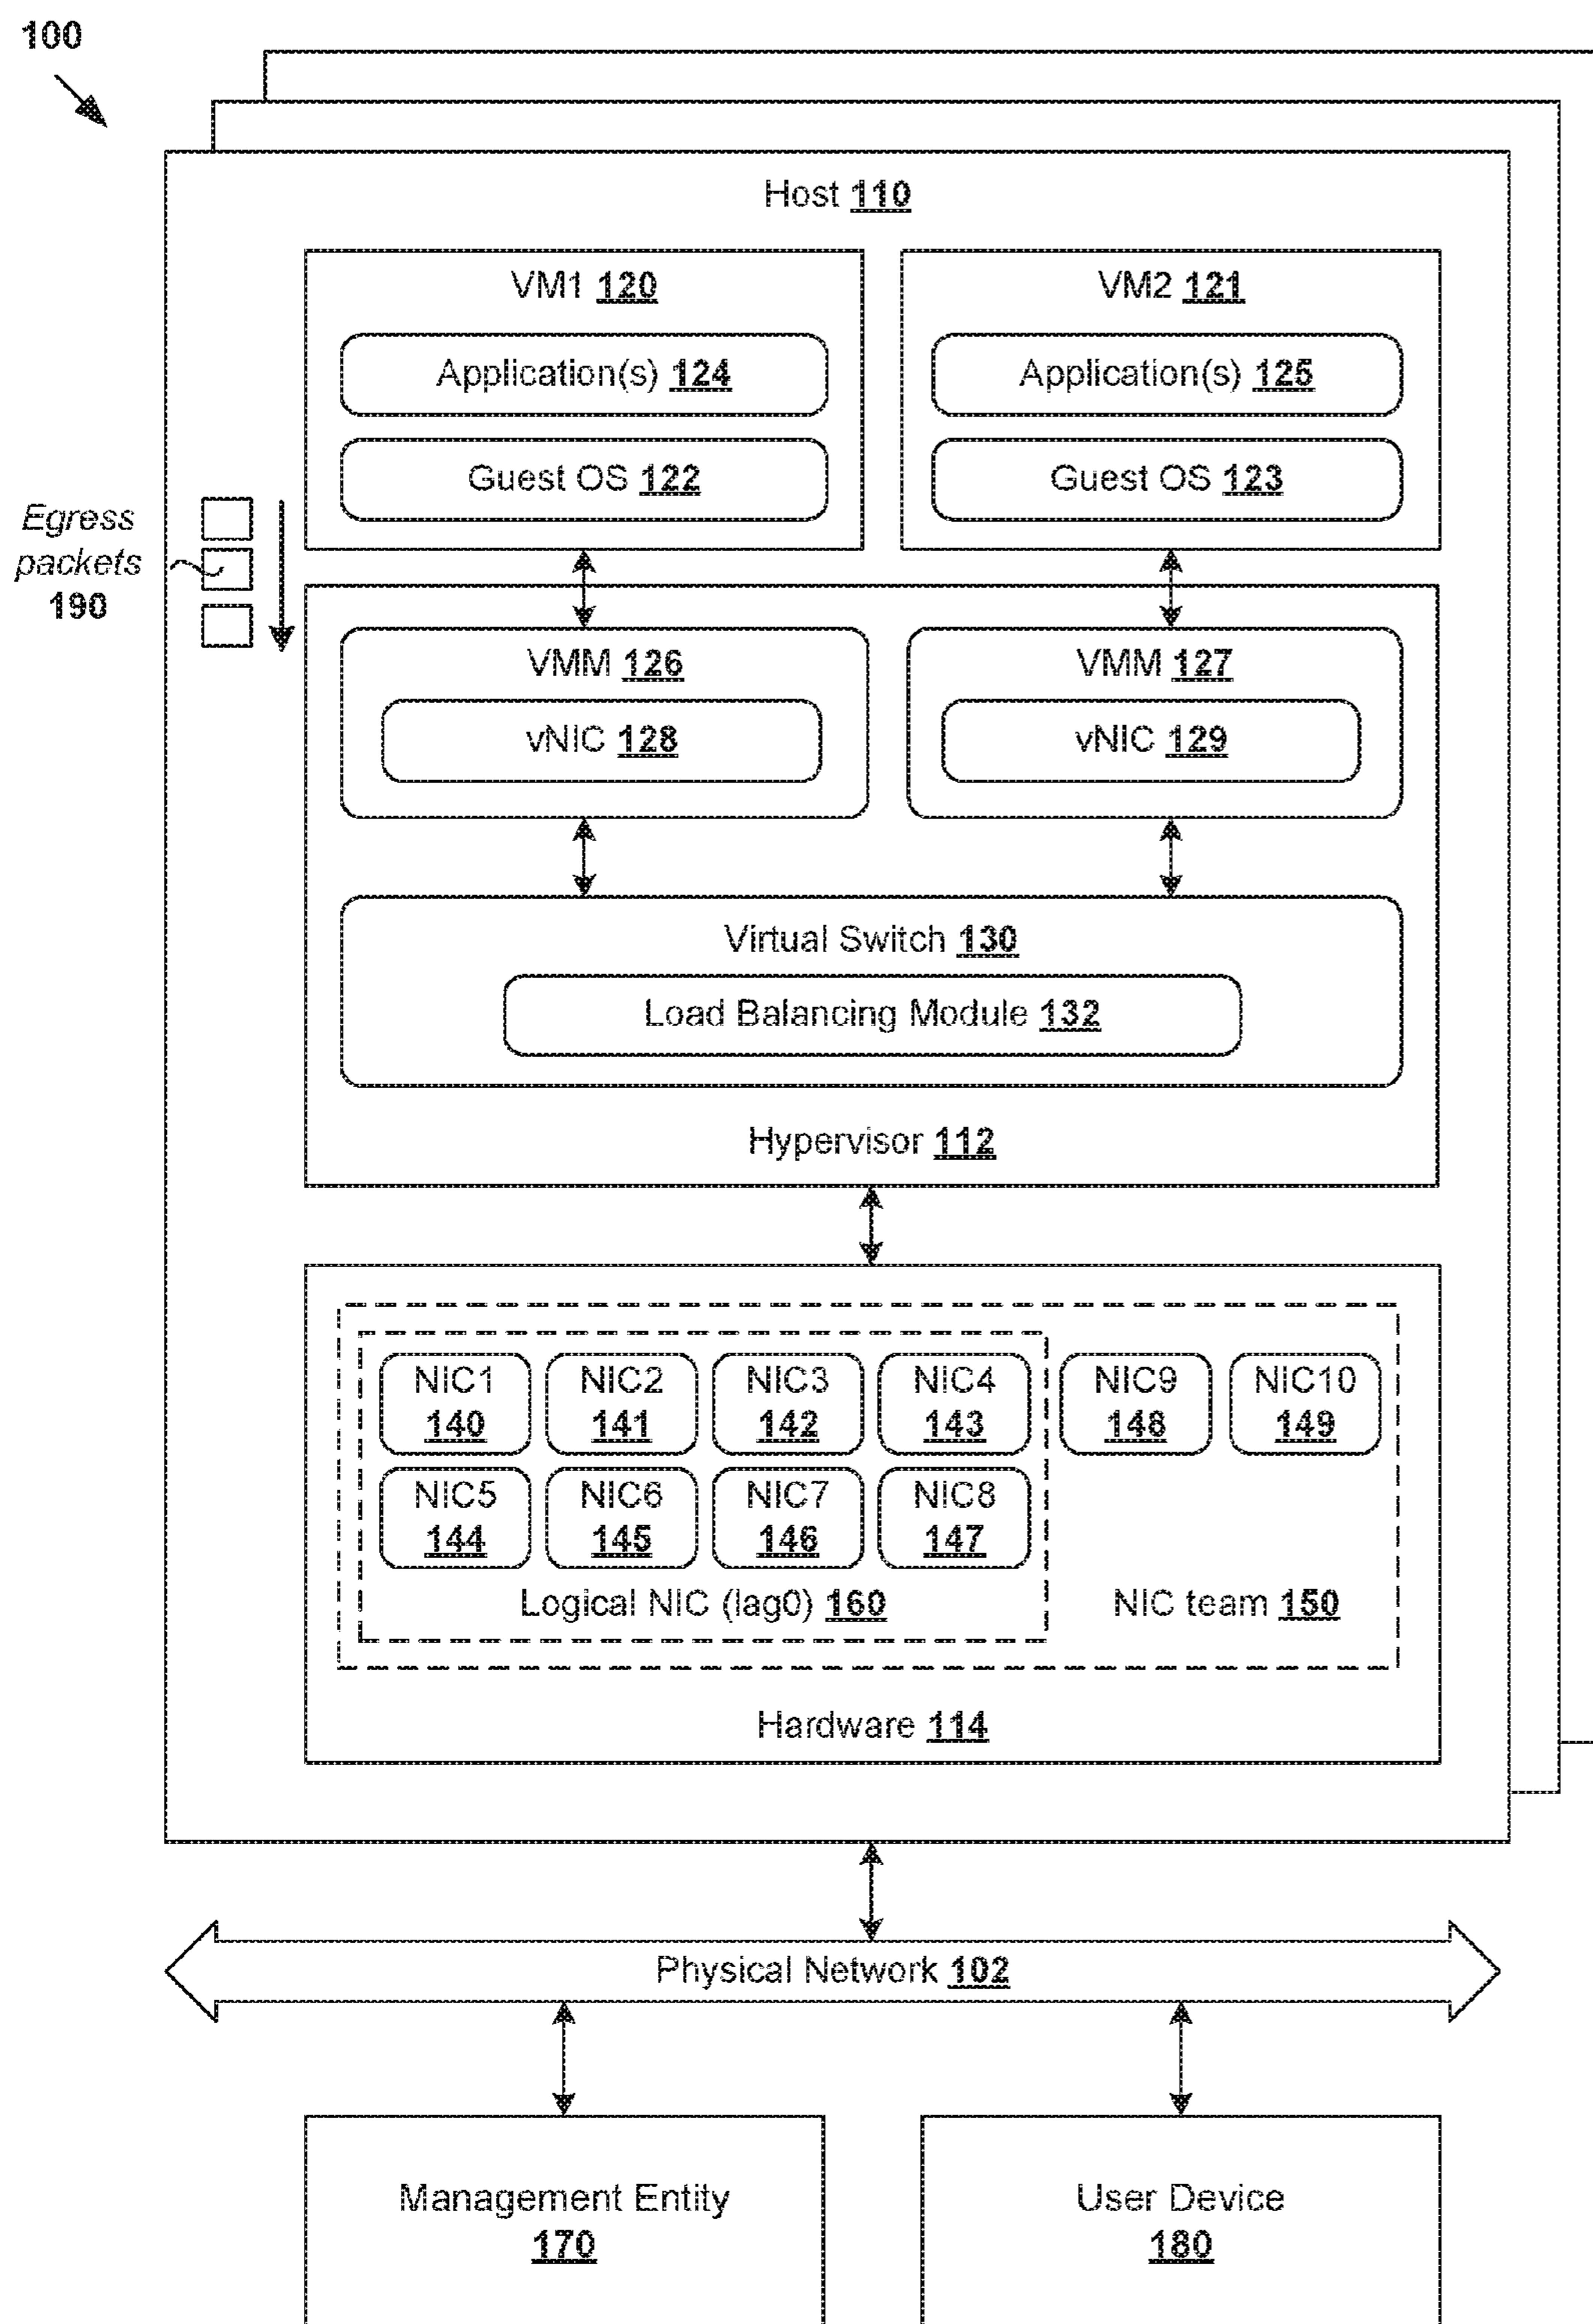 100
Host 110
VM1 120
VM2 121
Application(s) 124
Application(s) 125
Guest OS 122
Guest OS 123
Egress
packets
190
VMM 126
VMM 127
vNIC 128
vNIC 129
Virtual Switch 130
Load Balancing Module 132
Hypervisor 112
NIC1
140
NIC2
141
NIC3
142
NIC4
143
NIC9
148
NIC10
149
NIC5
144
NIC6
145
NIC7
146
NIC8
147
Logical NIC (lag0) 160
NIC team 150
Hardware 114
Physical Network 102
Management Entity
170
User Device
180